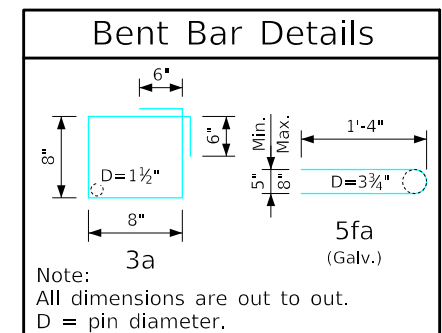 Bent Bar Details
6"
8"
6"
D=1½"
8"
3a
Min.
Max.
5"
8"
1'-4"
D=3¾"
5fa
(Galv.)
Note:
All dimensions are out to out.
D = pin diameter.